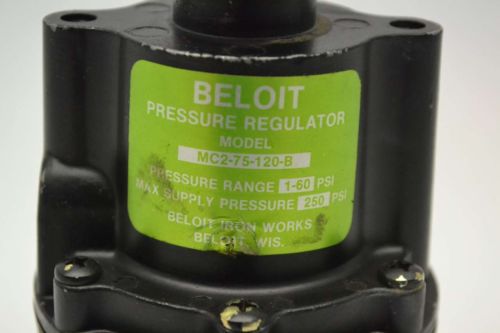 BELOIT
PRESSURE REGULATOR
MODEL
MC2-75-120-B
PRESSURE RANGE 1-60 PSI
MAX SUPPLY PRESSURE 250 PSI
BELOIT IRON WORKS
BELOIT, WIS.